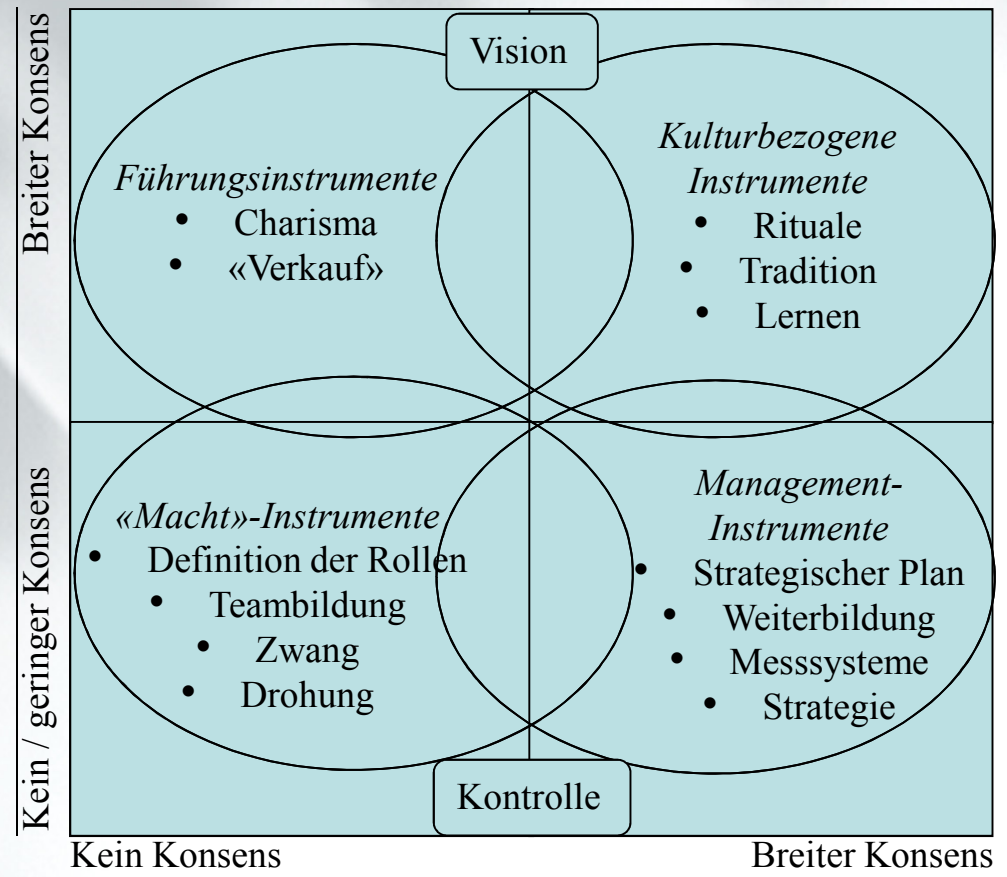 Breiter Konsens
Kein / geringer Konsens
Vision
Führungsinstrumente
• Charisma
• «Verkauf»
Kulturbezogene
Instrumente
• Rituale
• Tradition
• Lernen
«Macht»-Instrumente
• Definition der Rollen
• Teambildung
• Zwang
• Drohung
Management-
Instrumente
• Strategischer Plan
• Weiterbildung
• Messsysteme
• Strategie
Kontrolle
Kein Konsens
Breiter Konsens